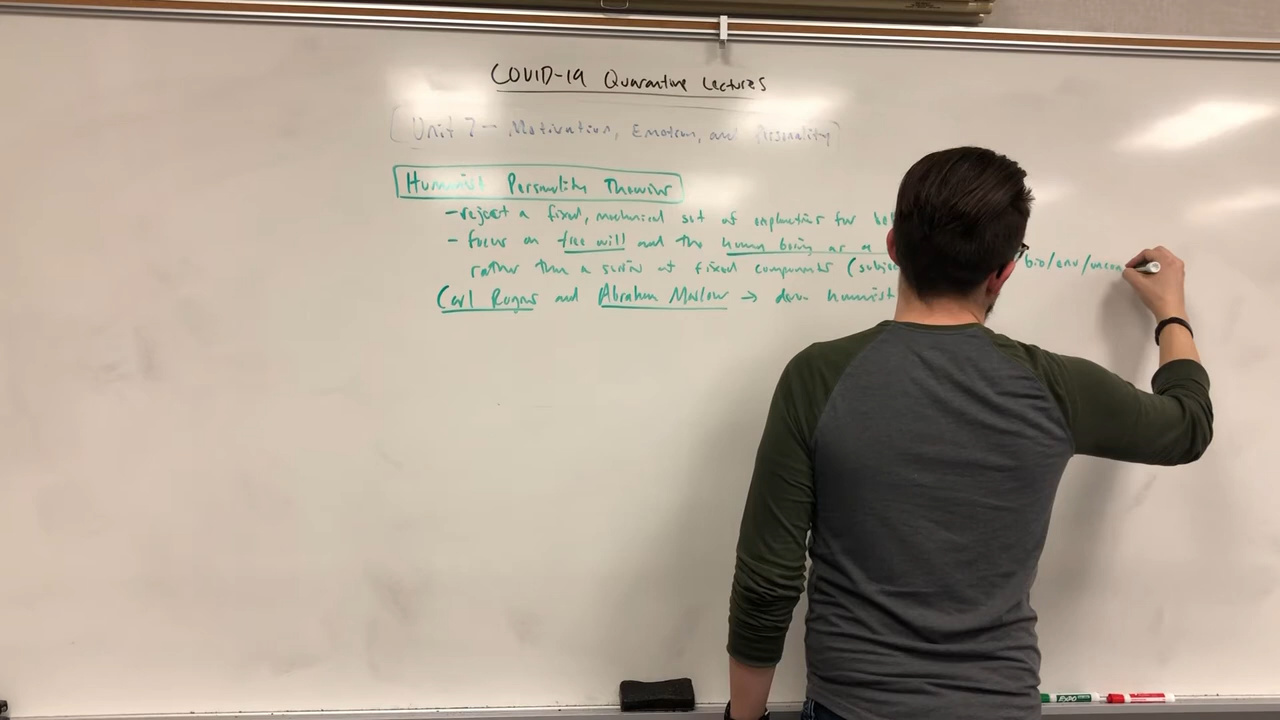 COVID-19 Quarantine Lectures
(Unit 7 - Motivation, Emotion, and Personality)
Humanist Personality Theories
- reject a fixed, mechanical set of explanations for
- focus on free will and the human being as a
rather than a series of fixed components (subje bio/env/uncon
Carl Rogers and Abraham Maslow → humanist
EXPO